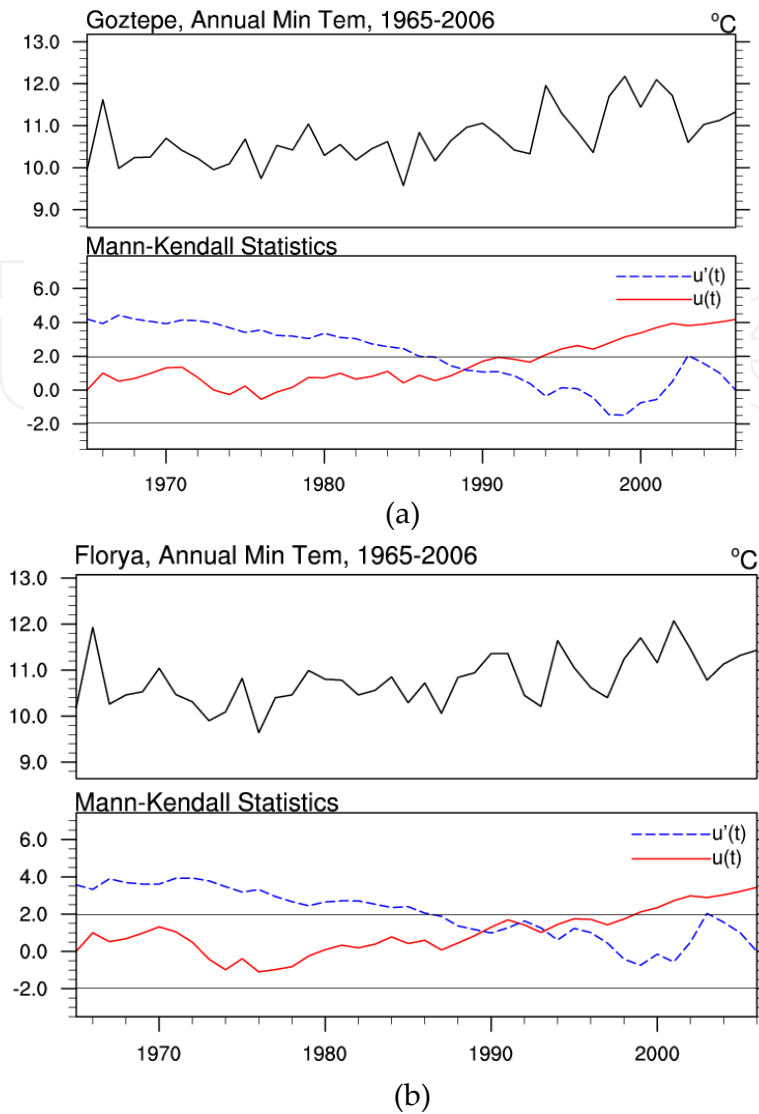 Goztepe, Annual Min Tem, 1965-2006
°C
13.0
12.0
11.0
10.0
9.0
Mann-Kendall Statistics
u'(t)
u(t)
6.0
4.0
2.0
0.0
-2.0
1970 1980 1990 2000
(a)
Florya, Annual Min Tem, 1965-2006
°C
13.0
12.0
11.0
10.0
9.0
Mann-Kendall Statistics
u'(t)
u(t)
6.0
4.0
2.0
0.0
-2.0
1970 1980 1990 2000
(b)